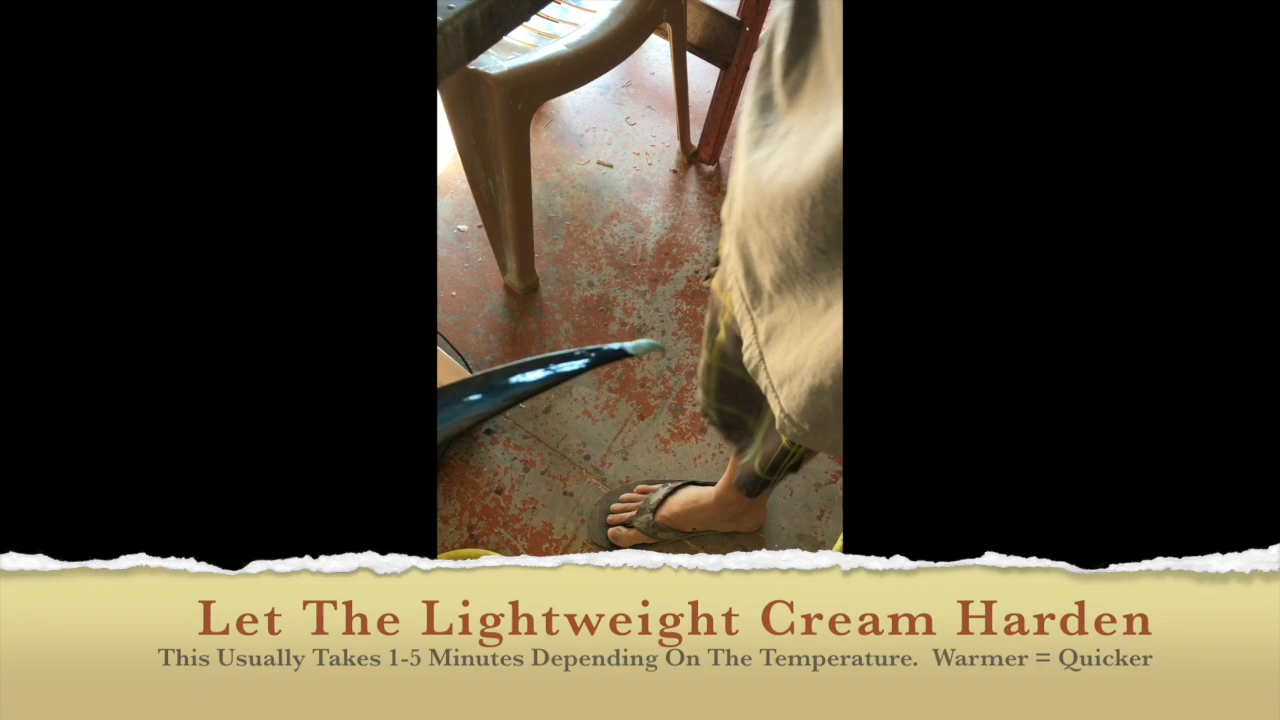 Let The Lightweight Cream Harden
This Usually Takes 1-5 Minutes Depending On The Temperature.  Warmer = Quicker